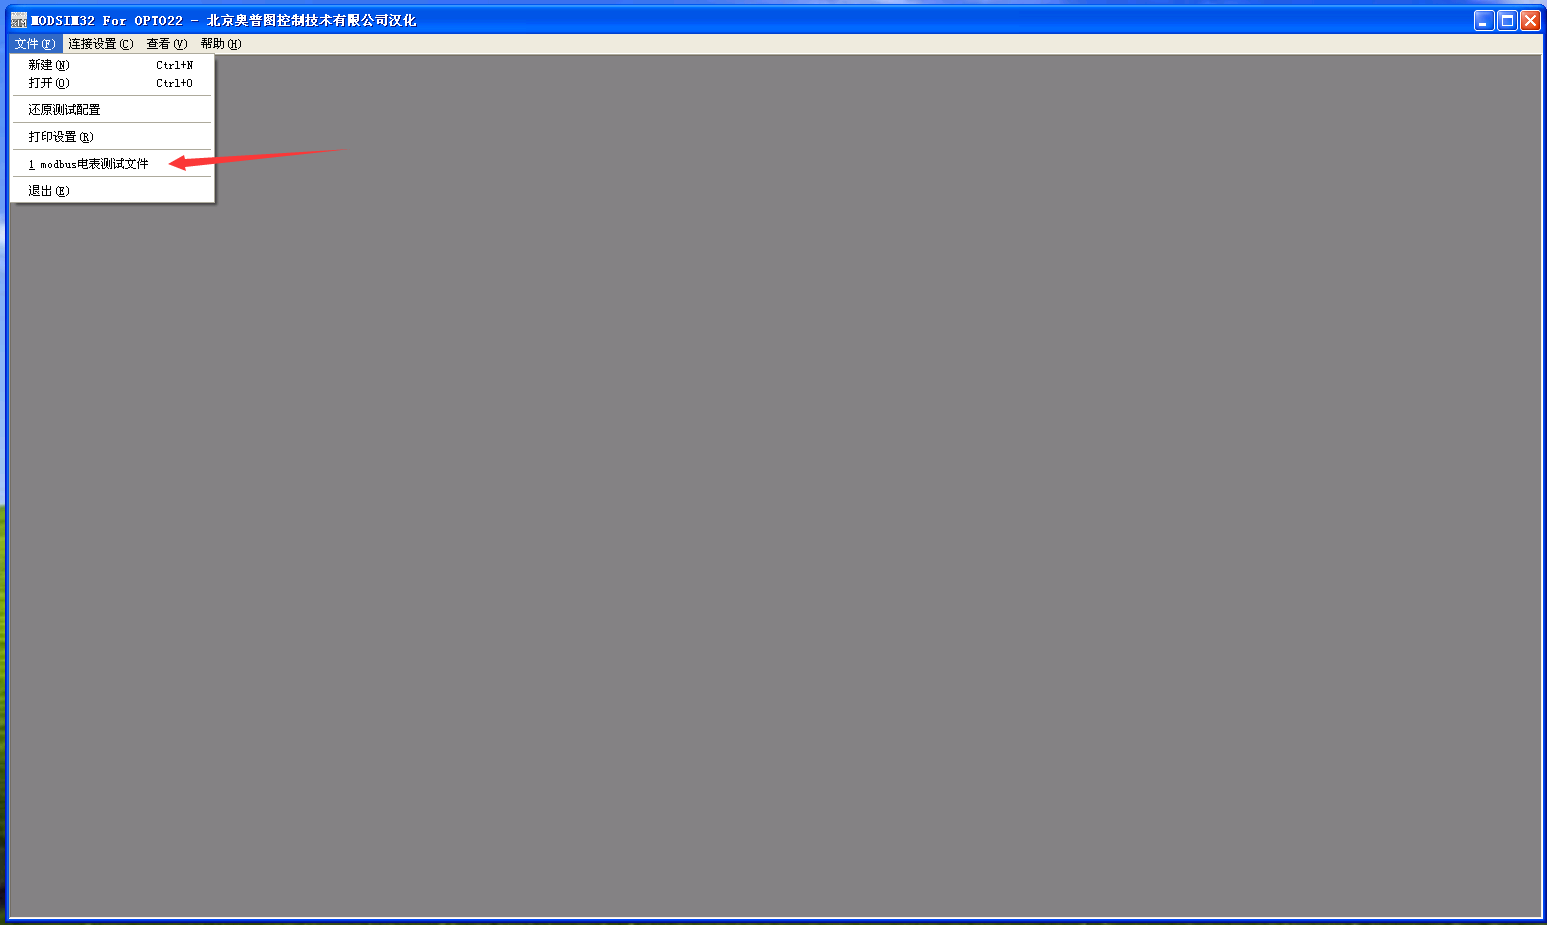 MODSIM32 For OPTO22 - 北京奥普图控制技术有限公司汉化
文件(F) 连接设置(C) 查看(V) 帮助(H)
新建(N) Ctrl+N
打开(O) Ctrl+O
还原测试配置
打印设置(R)
1 modbus电表测试文件
退出(E)